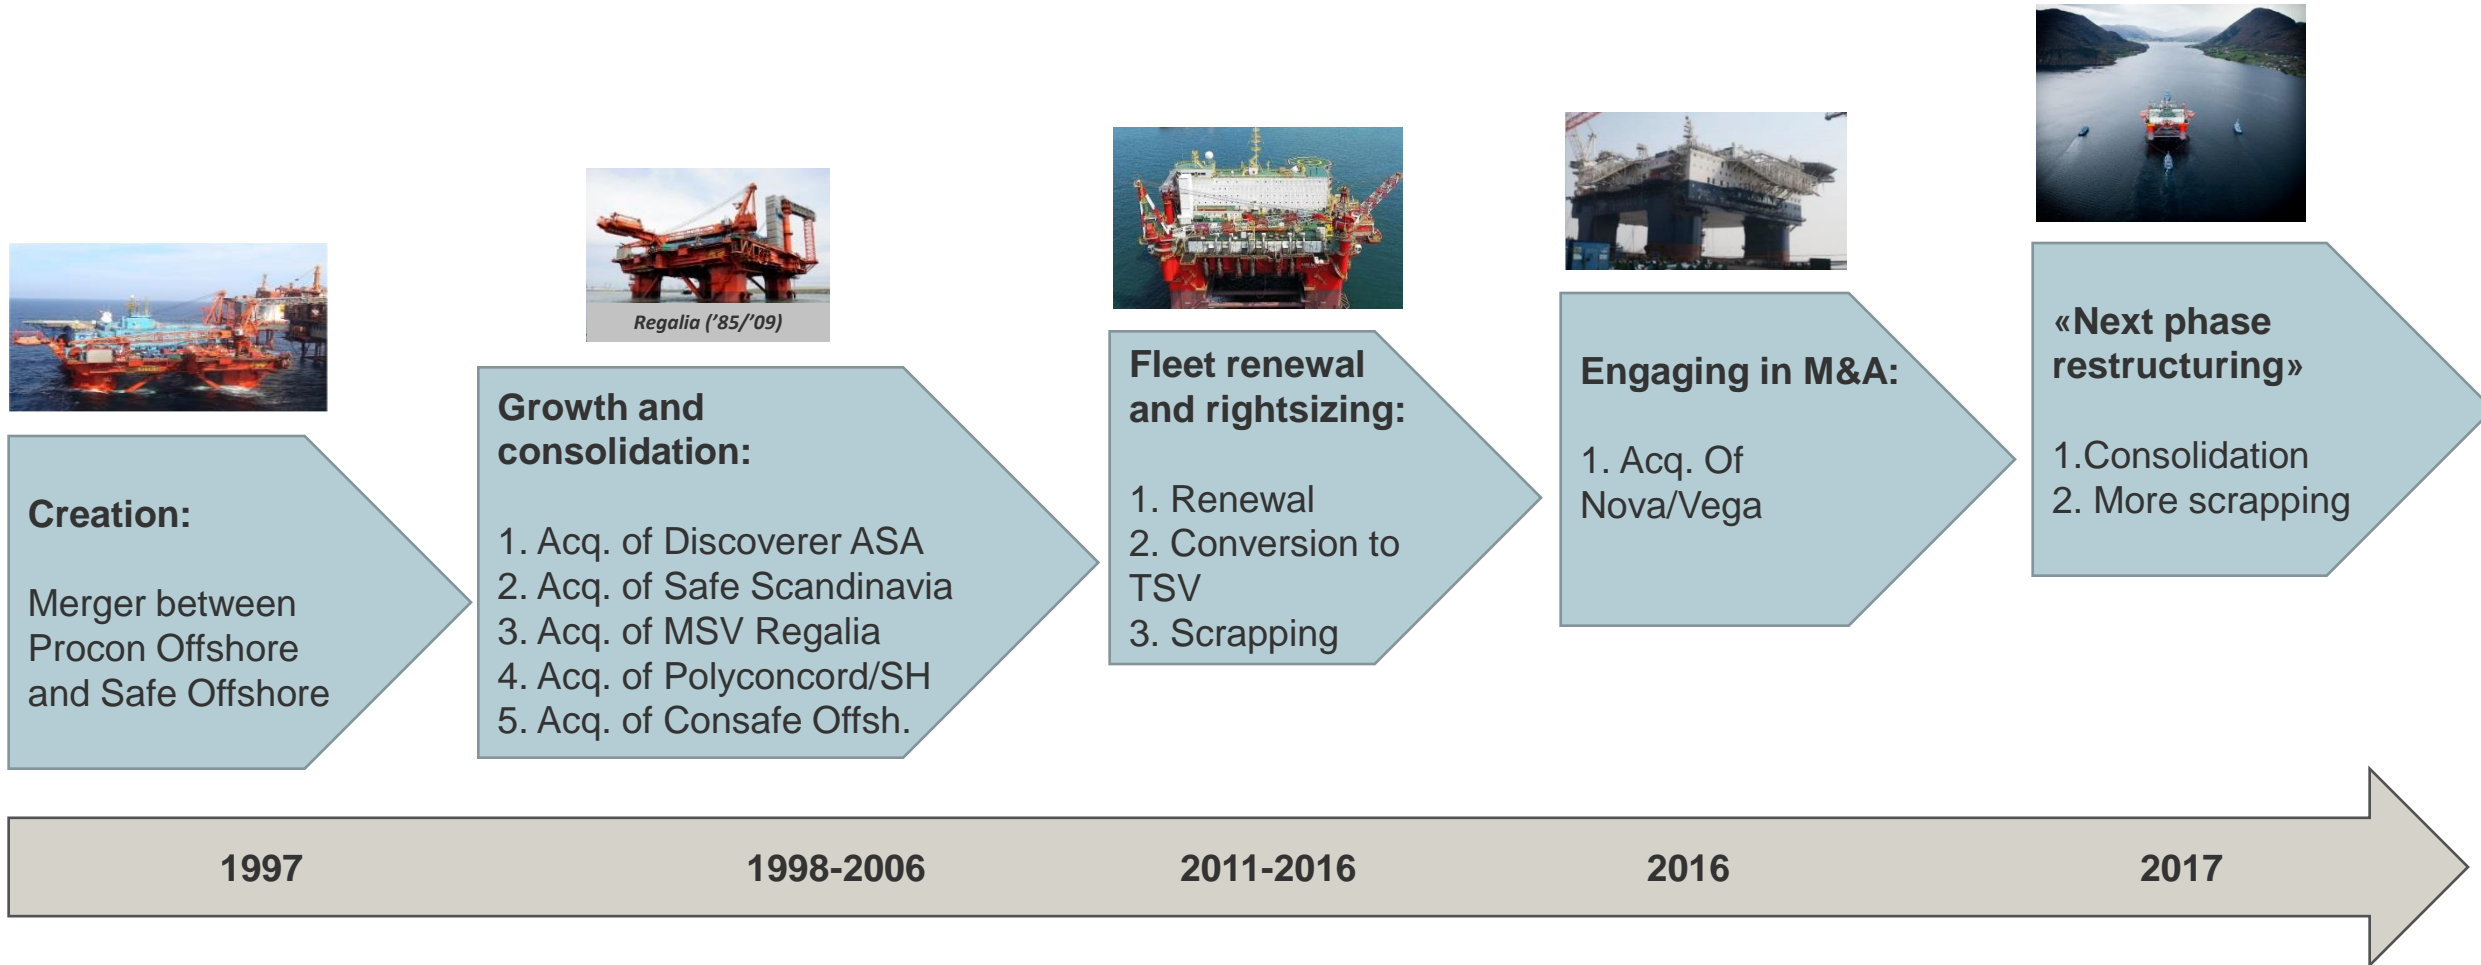 Regalia (’85/’09)
Creation:
Merger between
Procon Offshore
and Safe Offshore
Growth and
consolidation:
1. Acq. of Discoverer ASA
2. Acq. of Safe Scandinavia
3. Acq. of MSV Regalia
4. Acq. of Polyconcord/SH
5. Acq. of Consafe Offsh.
Fleet renewal
and rightsizing:
1. Renewal
2. Conversion to
TSV
3. Scrapping
Engaging in M&A:
1. Acq. Of
Nova/Vega
«Next phase
restructuring»
1.Consolidation
2. More scrapping
1997
1998-2006
2011-2016
2016
2017